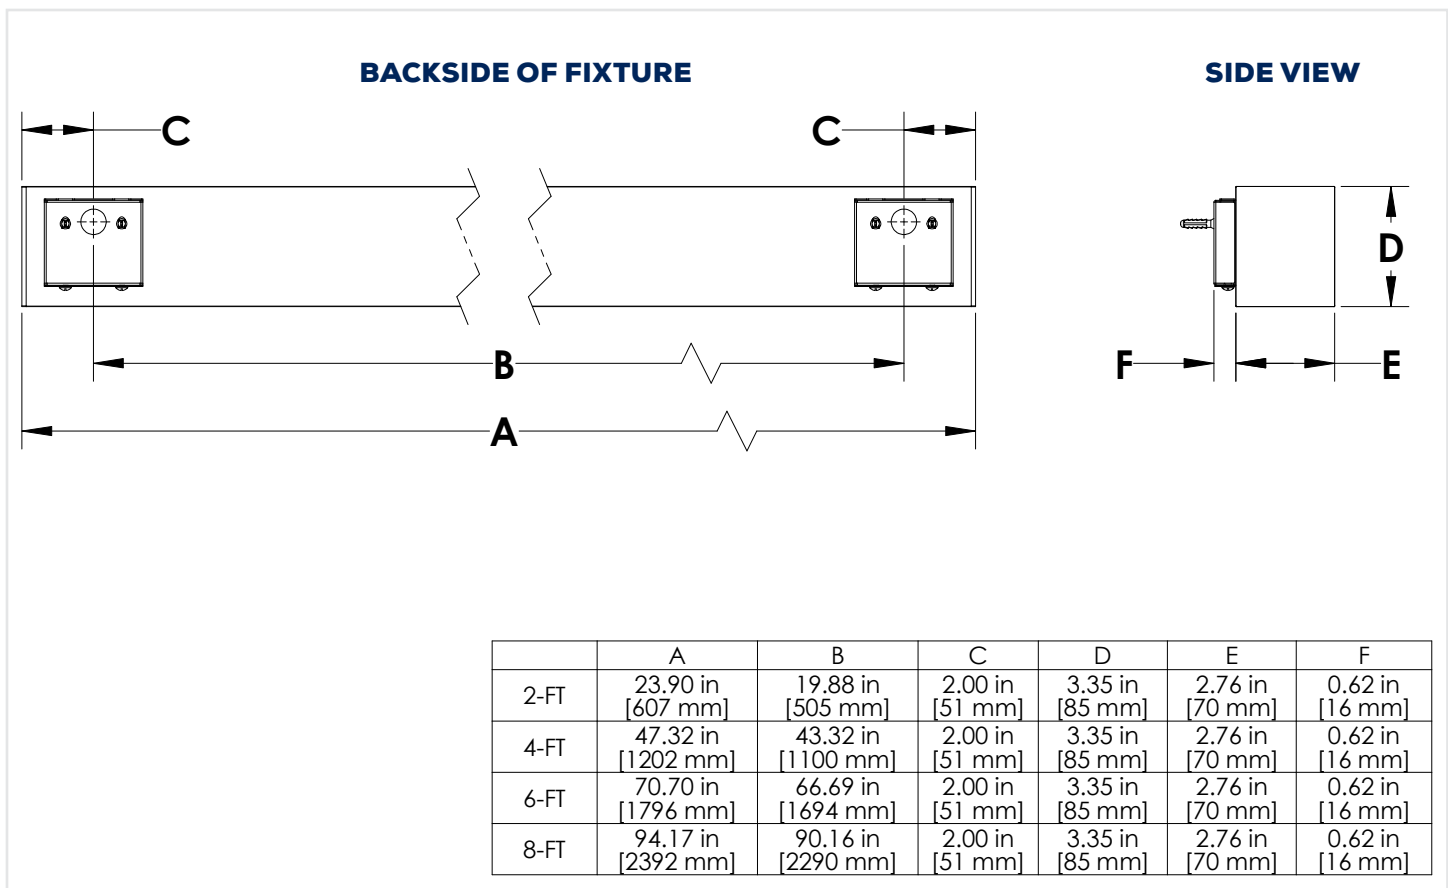 BACKSIDE OF FIXTURE
SIDE VIEW
C
C
D
B
F
E
A
A B C D E F
2-FT 23.90 in 19.88 in 2.00 in 3.35 in 2.76 in 0.62 in
[607 mm] [505 mm] [51 mm] [85 mm] [70 mm] [16 mm]
4-FT 47.32 in 43.32 in 2.00 in 3.35 in 2.76 in 0.62 in
[1202 mm] [1100 mm] [51 mm] [85 mm] [70 mm] [16 mm]
6-FT 70.70 in 66.69 in 2.00 in 3.35 in 2.76 in 0.62 in
[1796 mm] [1694 mm] [51 mm] [85 mm] [70 mm] [16 mm]
8-FT 94.17 in 90.16 in 2.00 in 3.35 in 2.76 in 0.62 in
[2392 mm] [2290 mm] [51 mm] [85 mm] [70 mm] [16 mm]